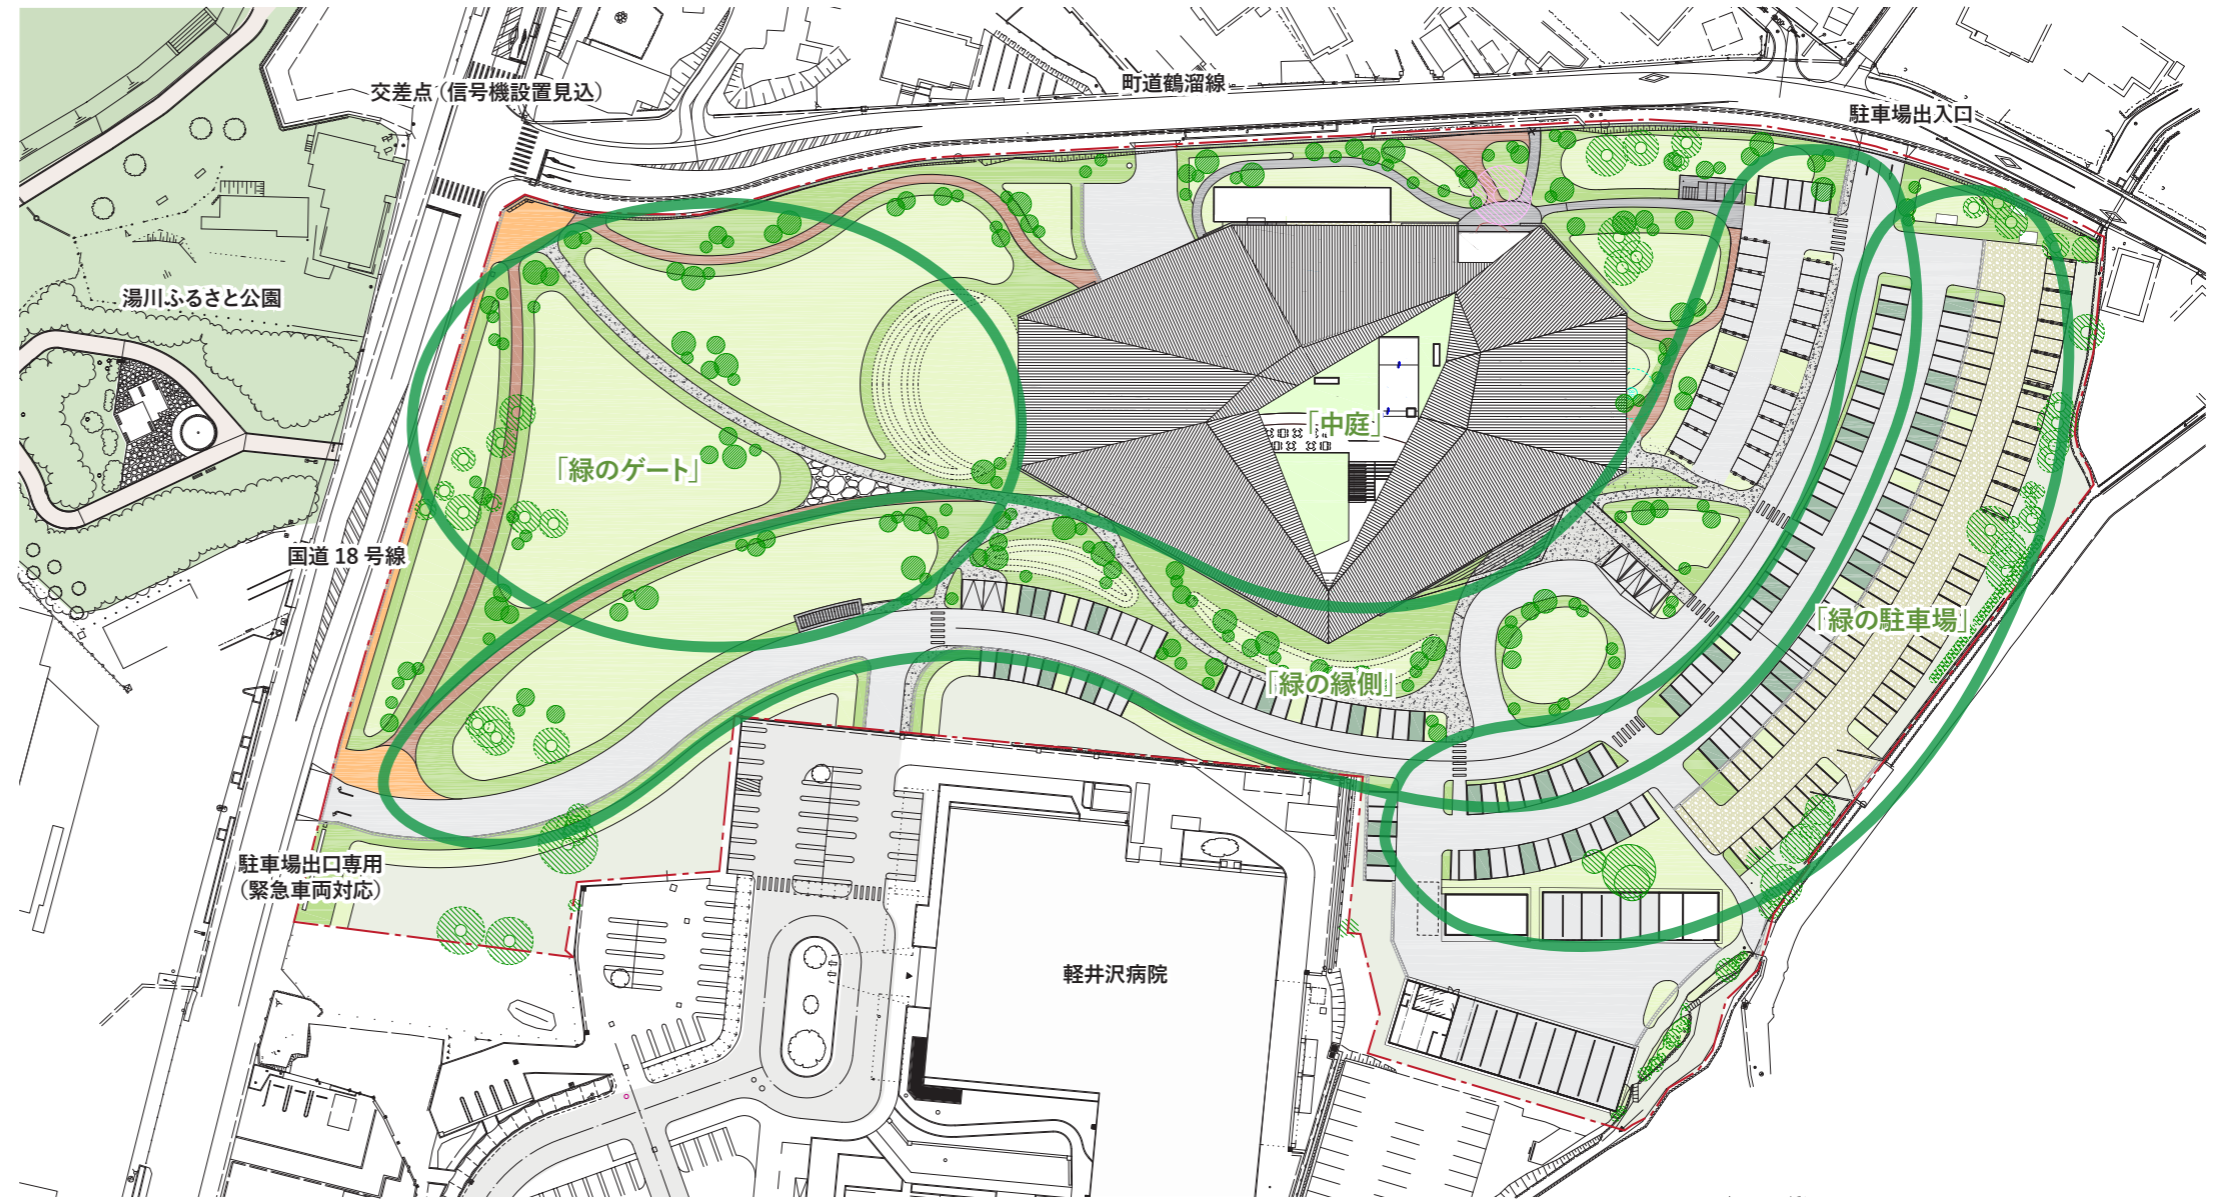 町道鶴溜線
交差点（信号機設置見込）
駐車場出入口
湯川ふるさと公園
「中庭」
「緑のゲート」
国道 18 号線
「緑の駐車場」
「緑の縁側」
駐車場出口専用
（緊急車両対応）
軽井沢病院